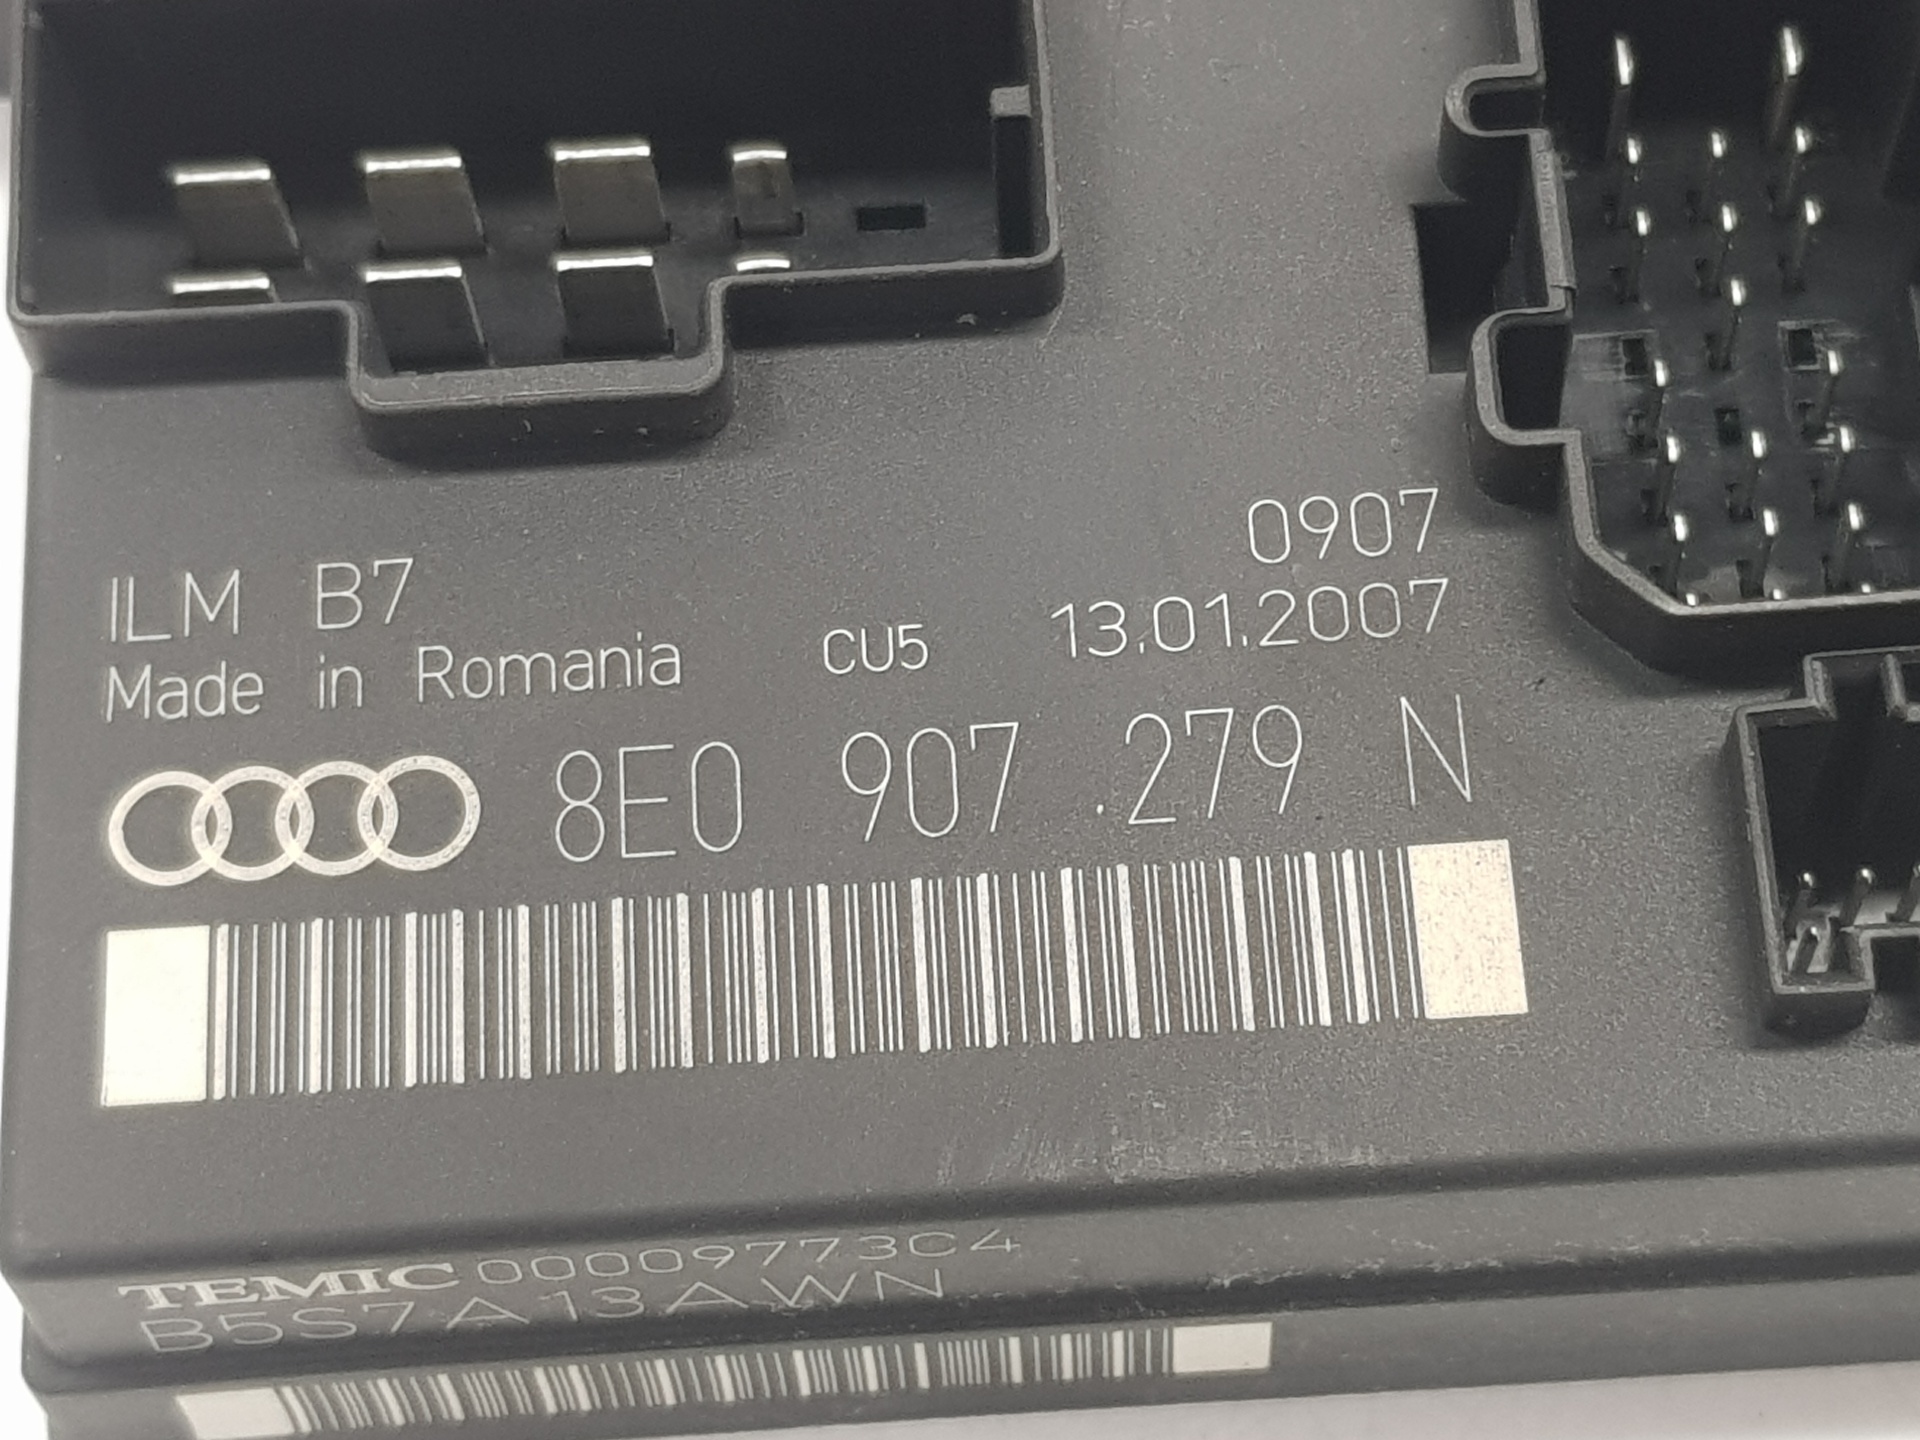 0907
ILM B7
Made in Romania CU5 13.01.2007
8E0 907 279 N
TEMIC 00009773C4
B5S7A13AWN